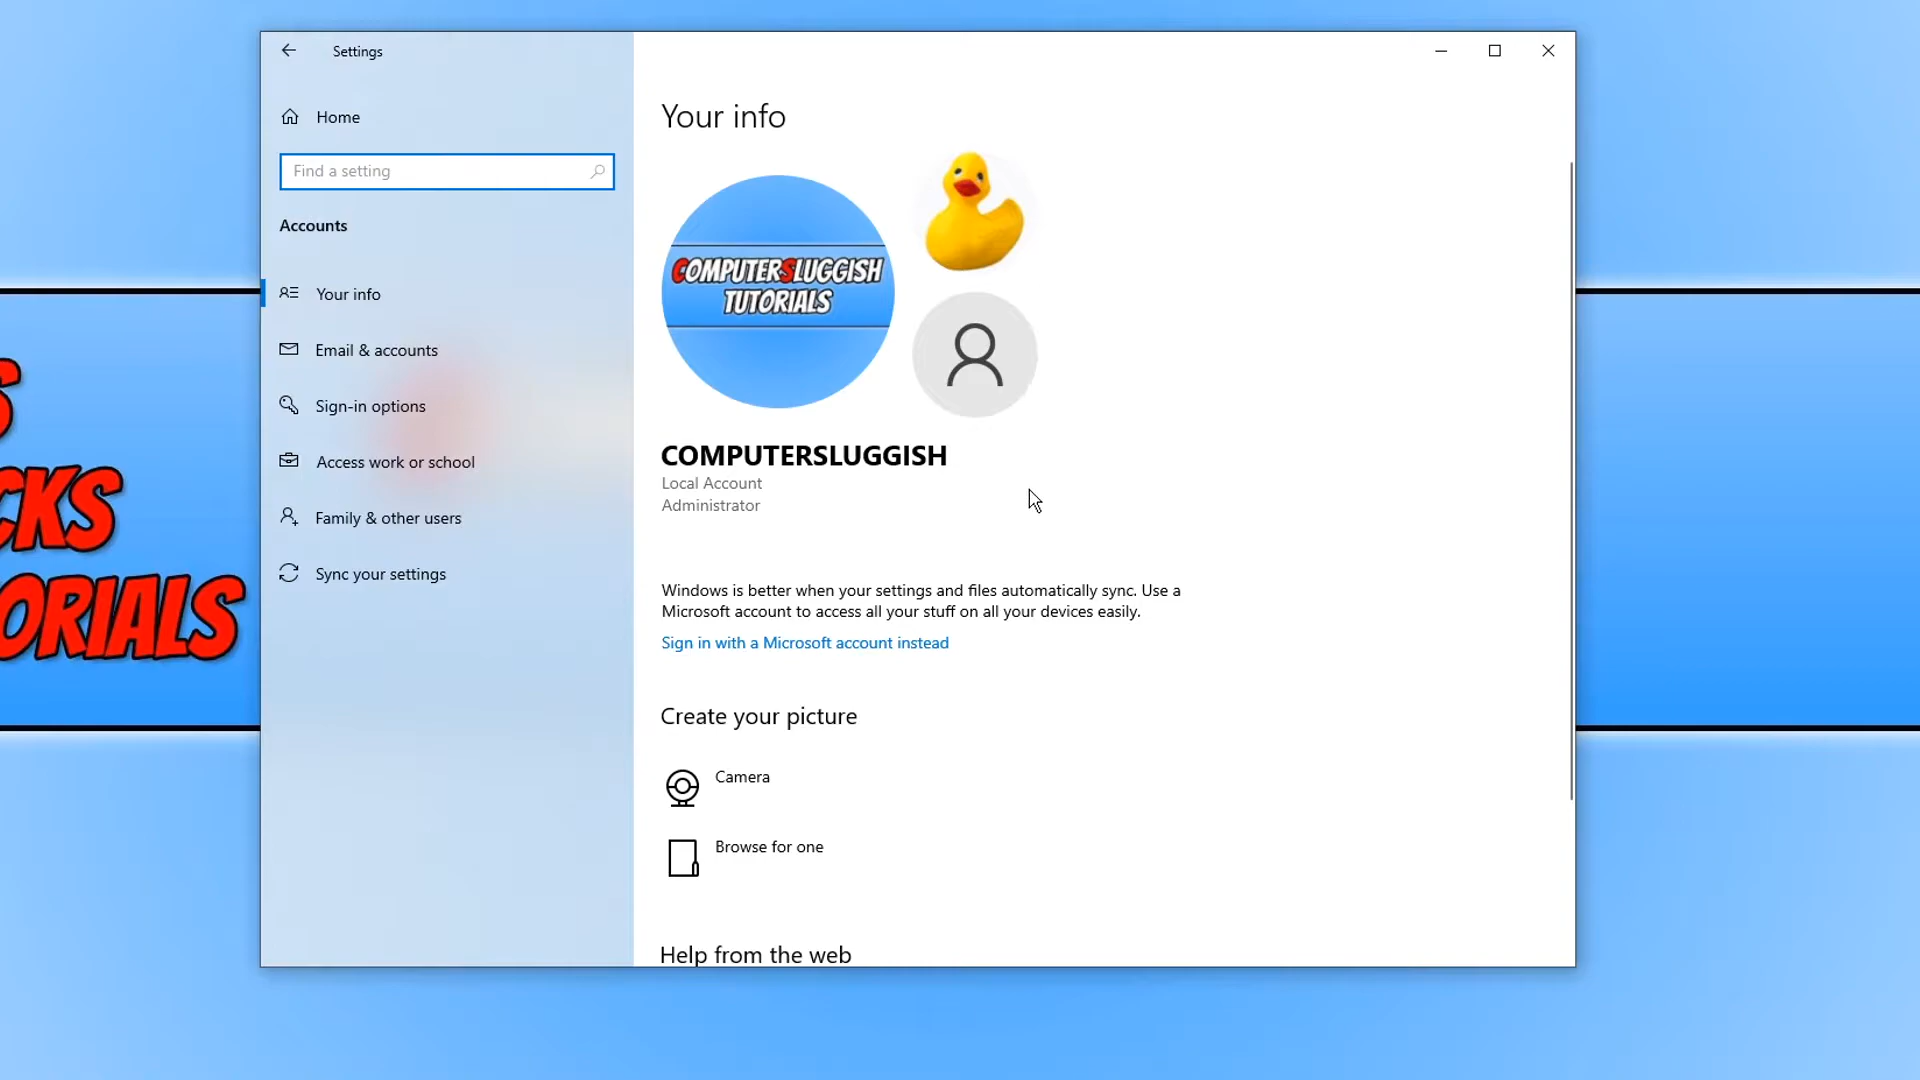 Settings
Home
Find a setting
Accounts
Your info
Email & accounts
Sign-in options
Access work or school
Family & other users
Sync your settings
Your info
COMPUTERSLUGGISH
TUTORIALS
COMPUTERSLUGGISH
Local Account
Administrator
Windows is better when your settings and files automatically sync. Use a
Microsoft account to access all your stuff on all your devices easily.
Sign in with a Microsoft account instead
Create your picture
Camera
Browse for one
Help from the web
S
CKS
ORIALS